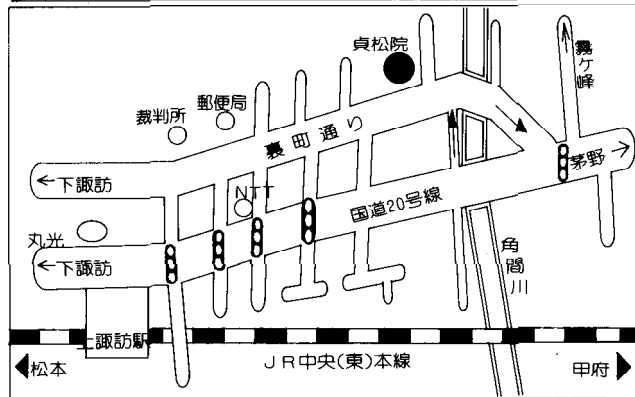 貞松院
霧ケ峰
郵便局
裁判所
裏町通り
茅野→
←下諏訪
NTT
国道20号線
丸光
←下諏訪
角間川
上諏訪駅
JR中央(東)本線
松本
甲府